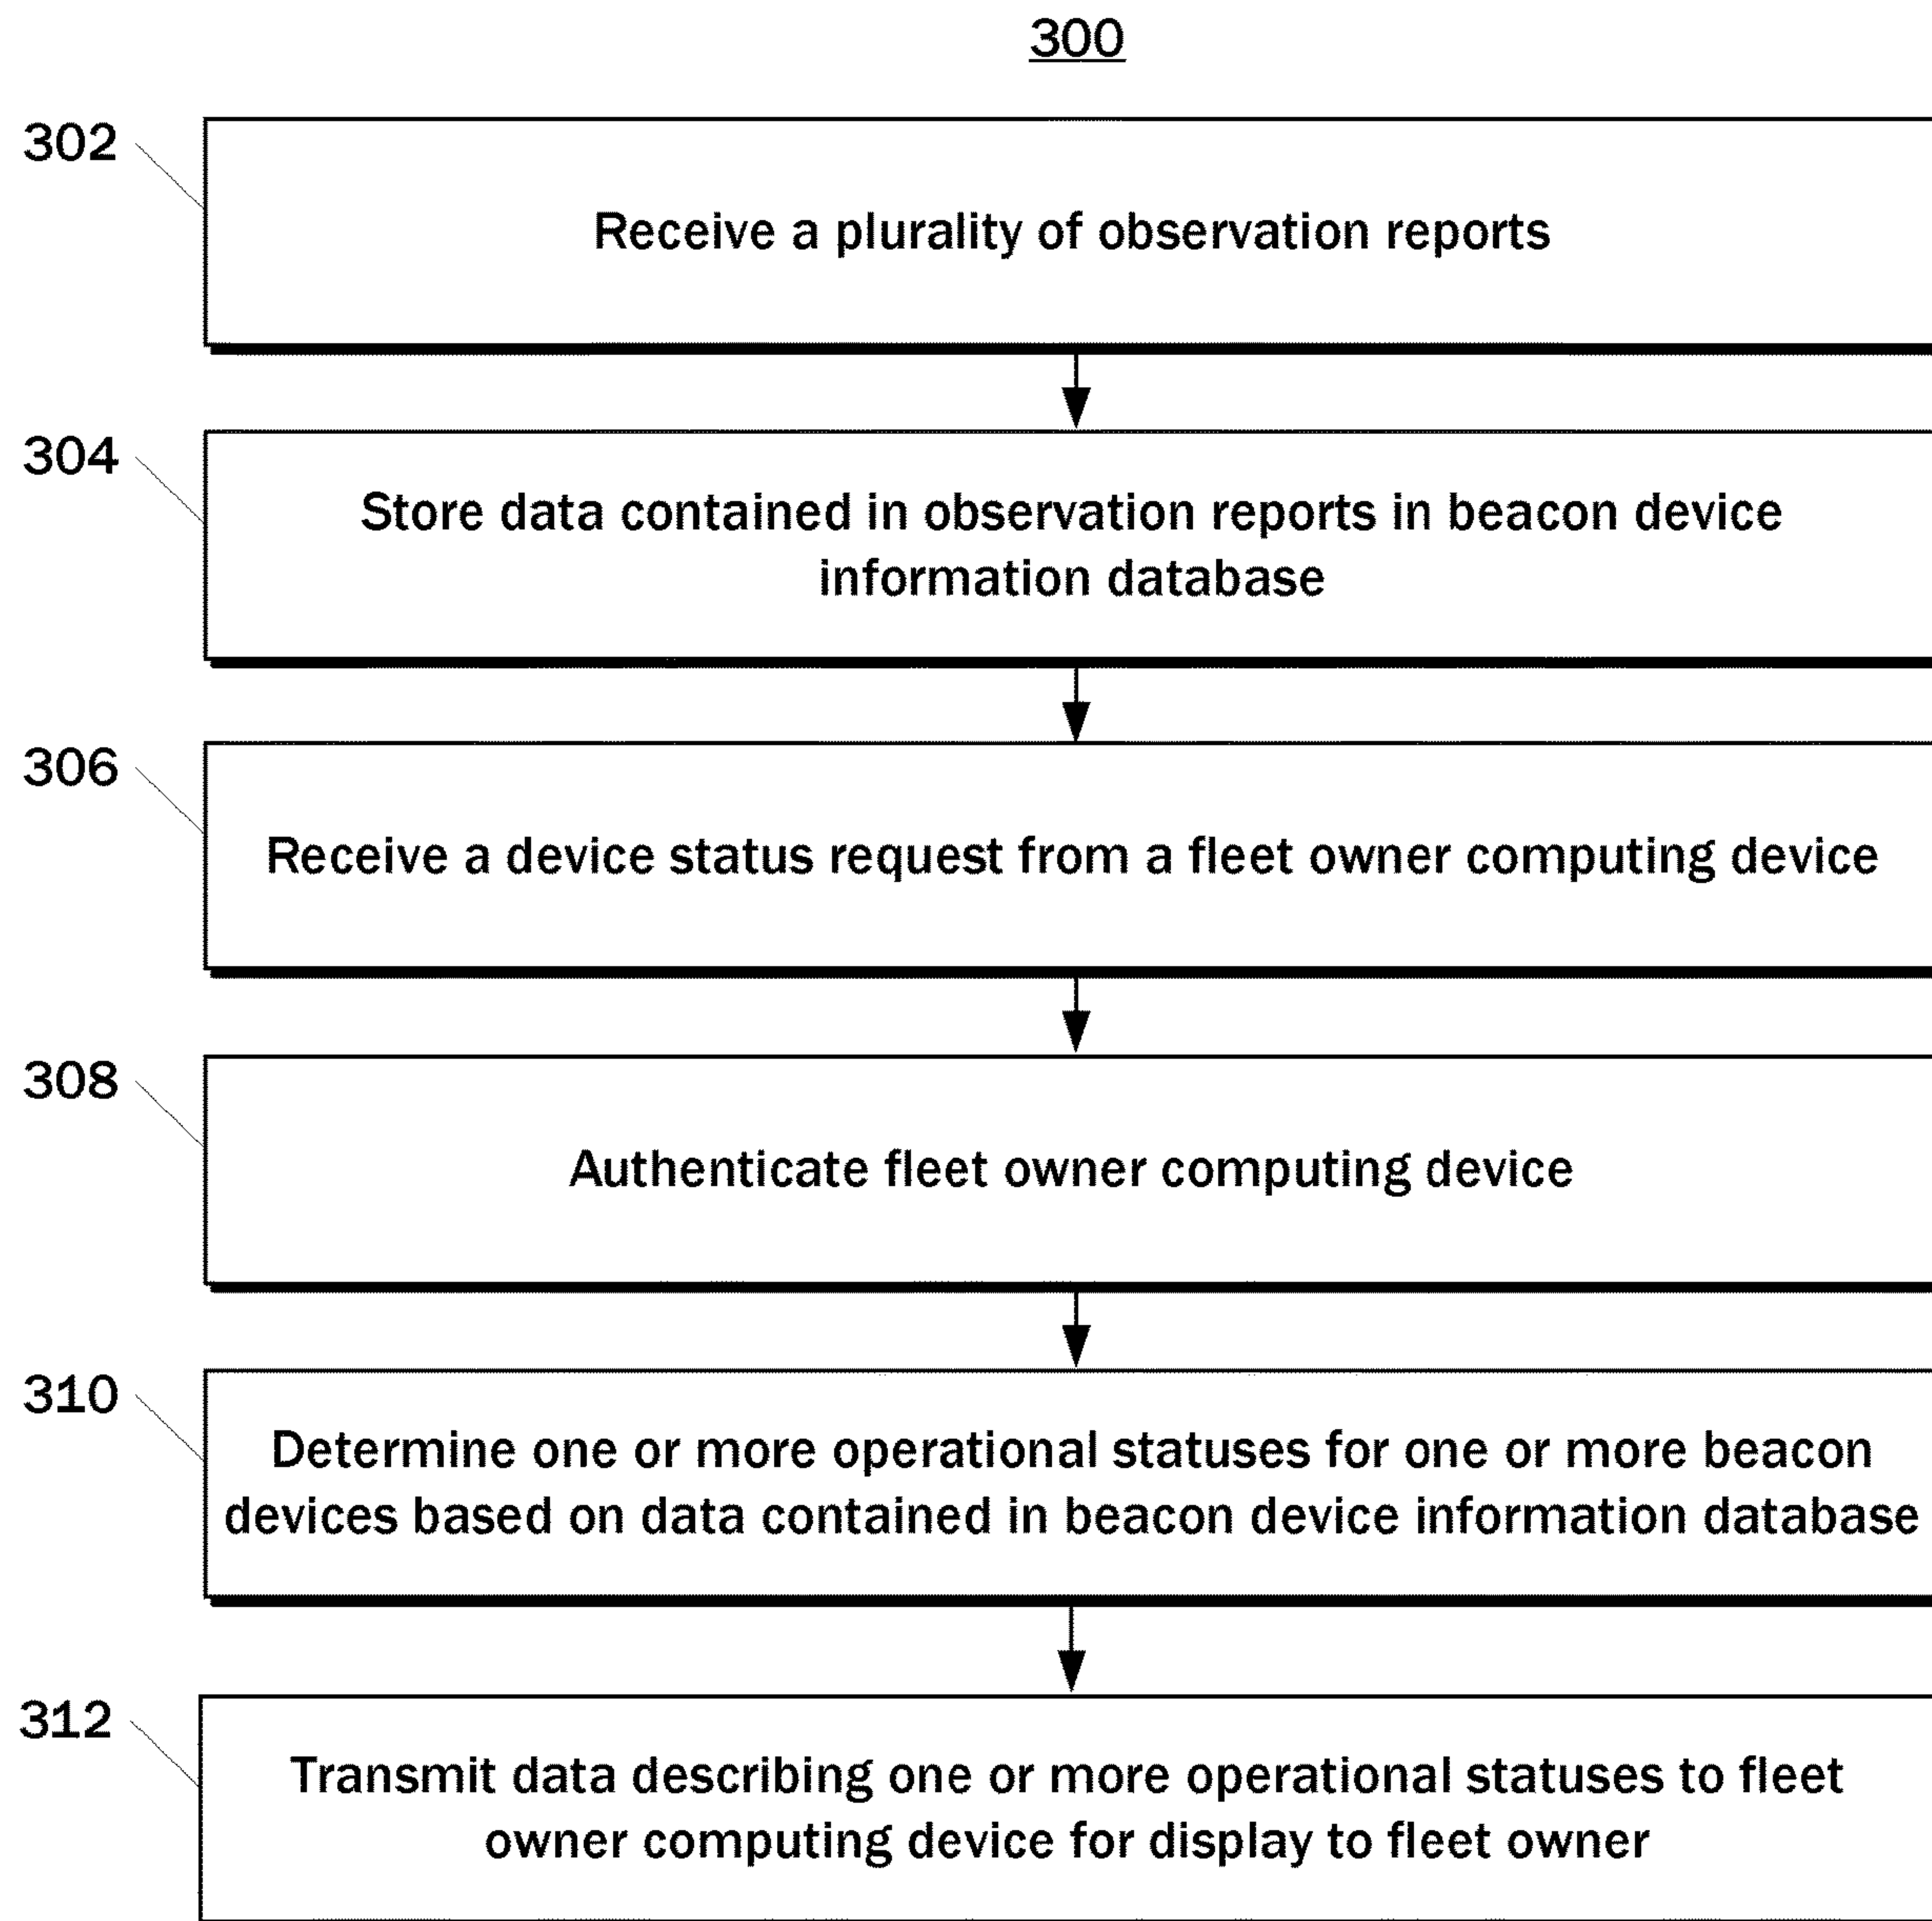 300
302
Receive a plurality of observation reports
304
Store data contained in observation reports in beacon device
information database
306
Receive a device status request from a fleet owner computing device
308
Authenticate fleet owner computing device
310
Determine one or more operational statuses for one or more beacon
devices based on data contained in beacon device information database
312
Transmit data describing one or more operational statuses to fleet
owner computing device for display to fleet owner